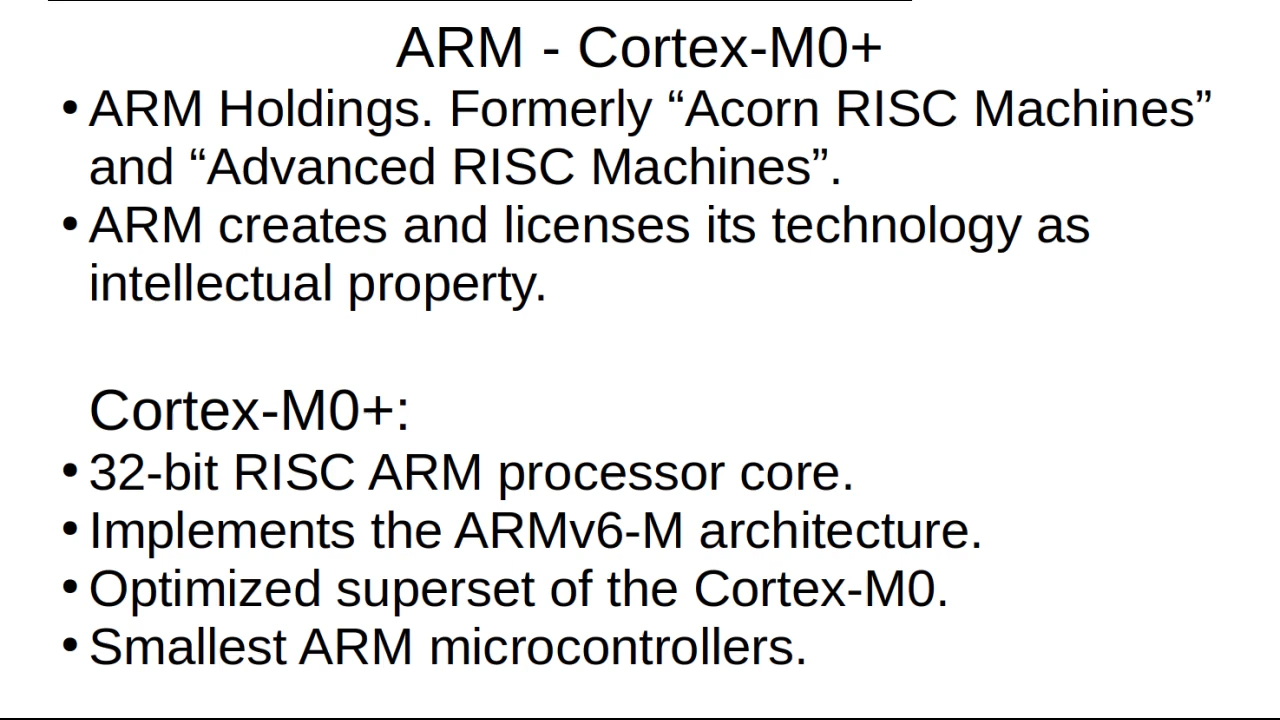 ARM - Cortex-M0+
• ARM Holdings. Formerly “Acorn RISC Machines”
and “Advanced RISC Machines”.
• ARM creates and licenses its technology as
intellectual property.
Cortex-M0+:
• 32-bit RISC ARM processor core.
• Implements the ARMv6-M architecture.
• Optimized superset of the Cortex-M0.
• Smallest ARM microcontrollers.